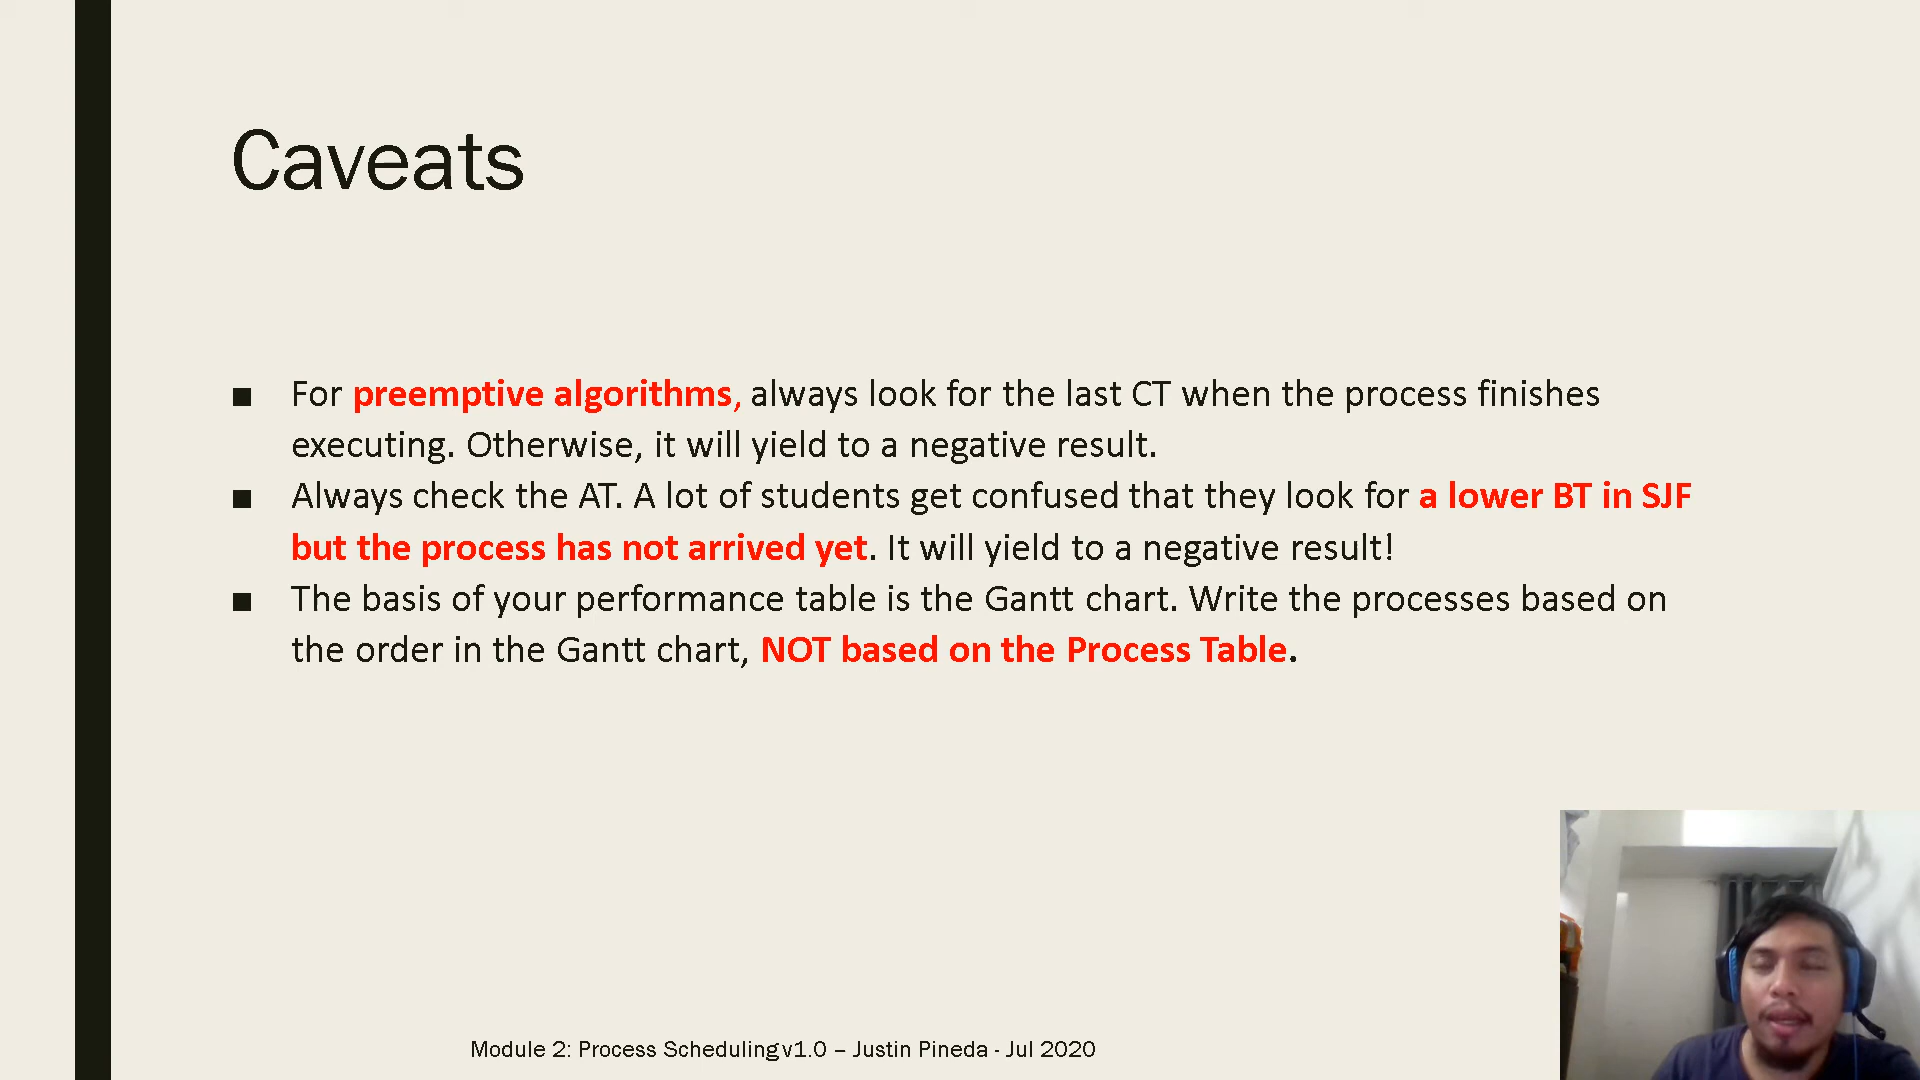 Caveats
■ For preemptive algorithms, always look for the last CT when the process finishes
executing. Otherwise, it will yield to a negative result.
■ Always check the AT. A lot of students get confused that they look for a lower BT in SJF
but the process has not arrived yet. It will yield to a negative result!
■ The basis of your performance table is the Gantt chart. Write the processes based on
the order in the Gantt chart, NOT based on the Process Table.
Module 2: Process Scheduling v1.0 – Justin Pineda - Jul 2020